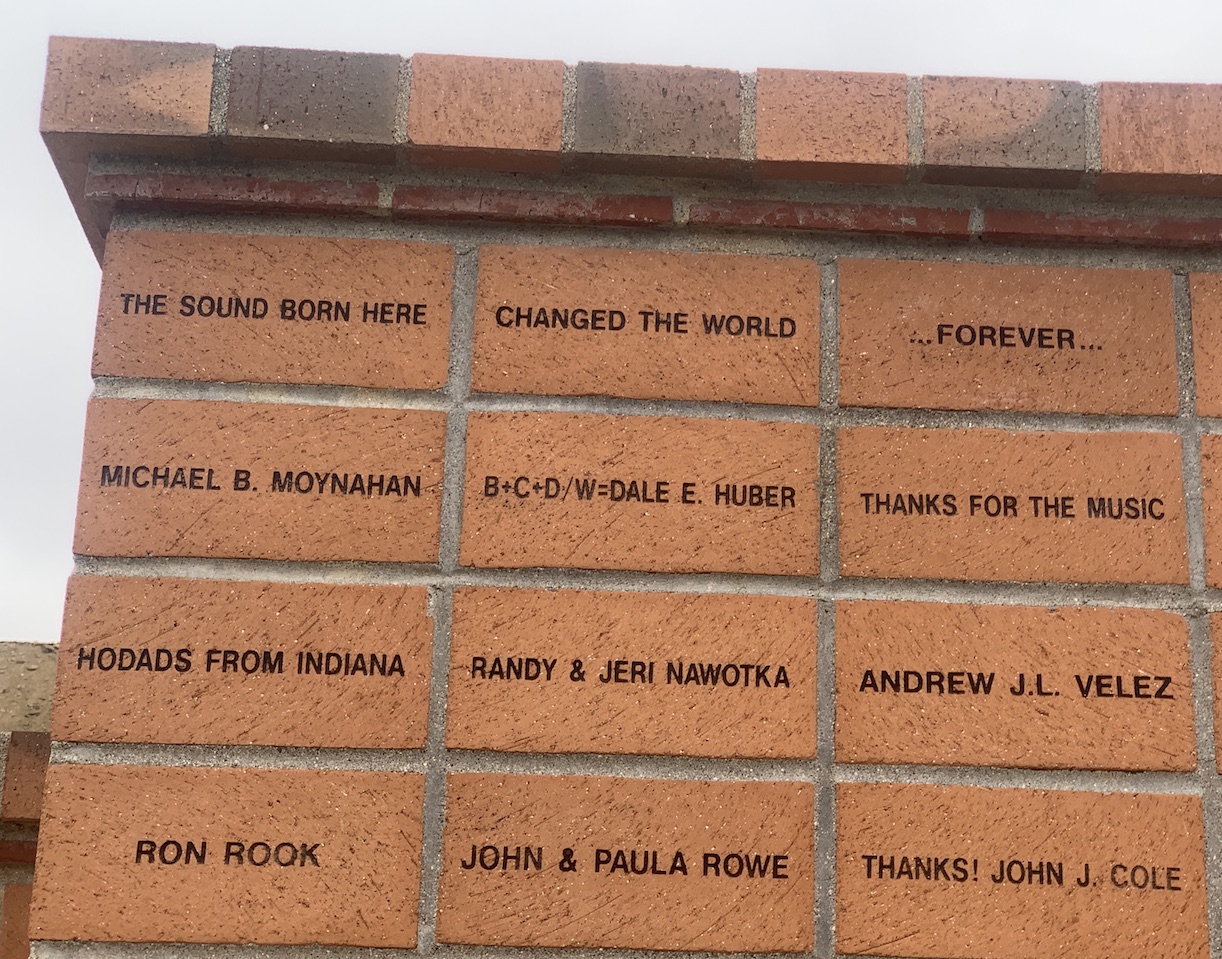 THE SOUND BORN HERE
CHANGED THE WORLD
...FOREVER...
MICHAEL B. MOYNAHAN
B+C+D/W=DALE E. HUBER
THANKS FOR THE MUSIC
HODADS FROM INDIANA
RANDY & JERI NAWOTKA
ANDREW J.L. VELEZ
RON ROOK
JOHN & PAULA ROWE
THANKS! JOHN J. COLE